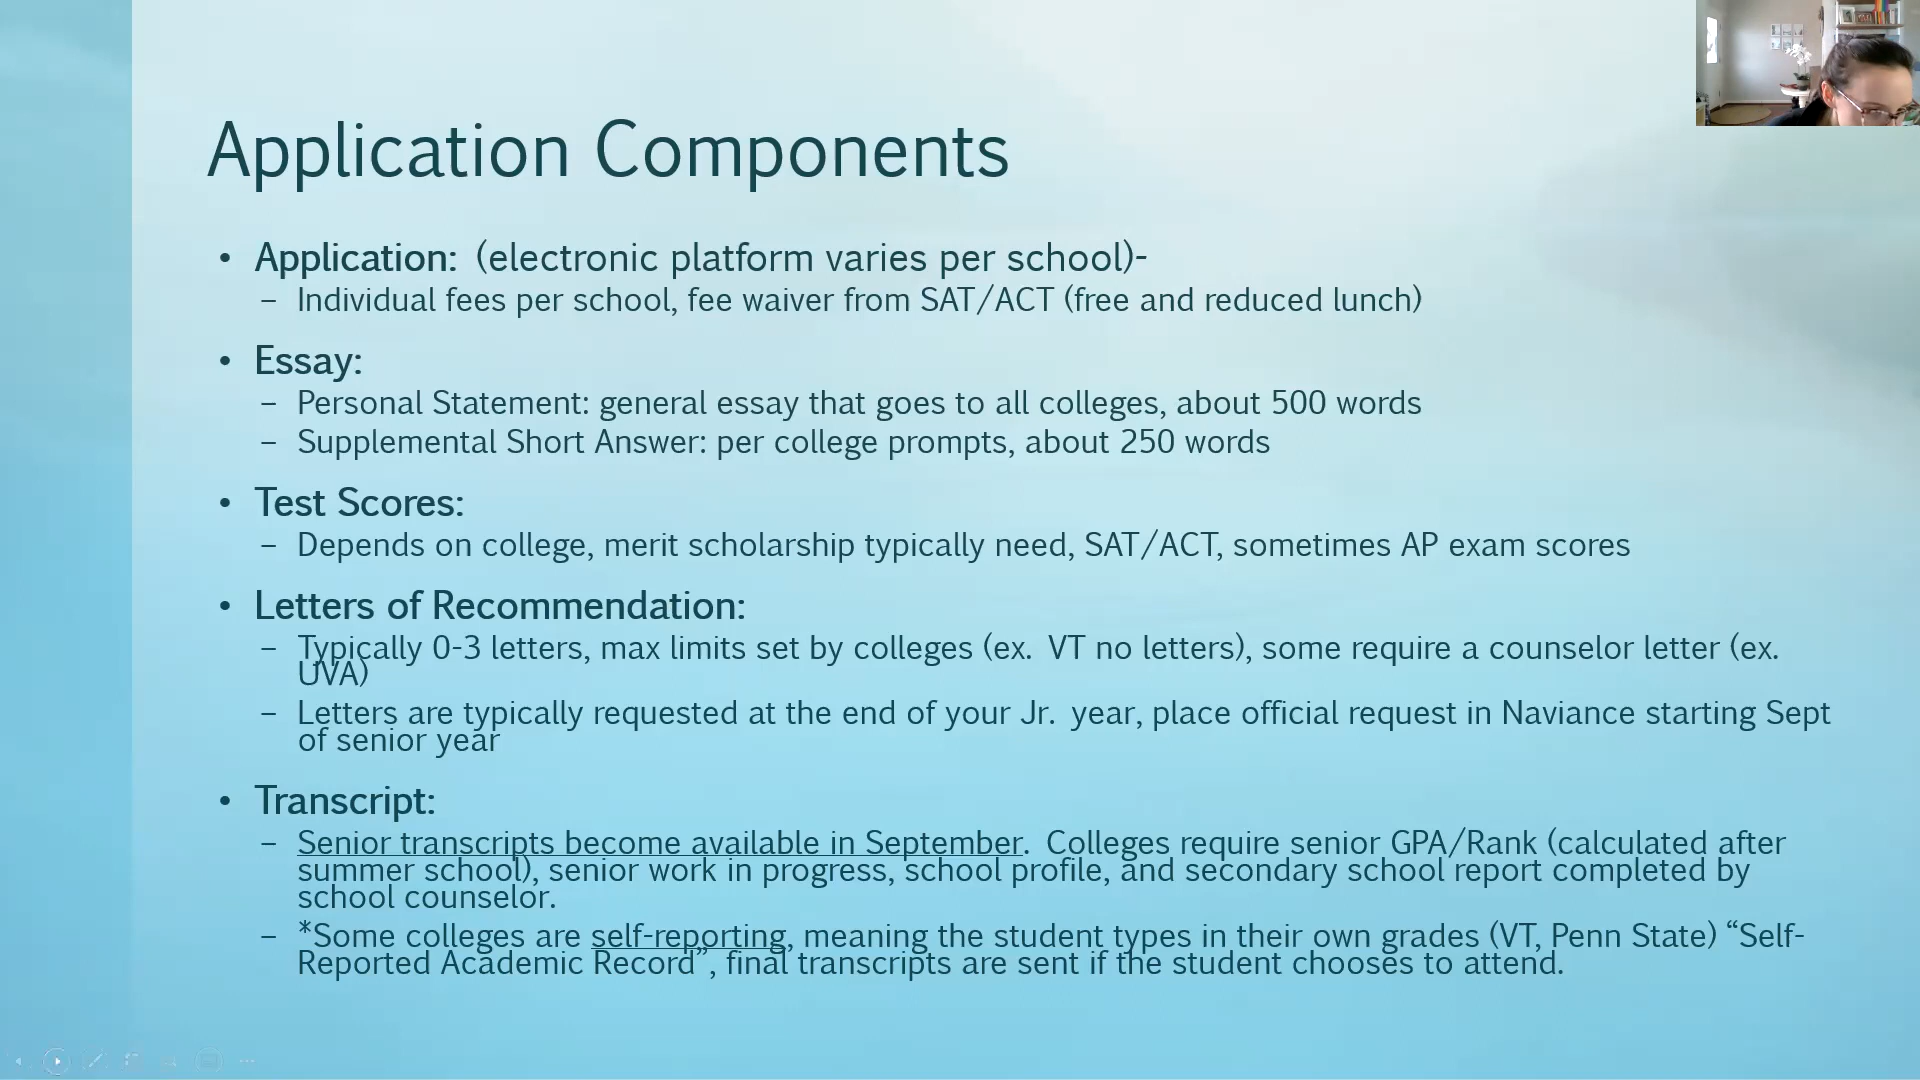 Application Components
• Application: (electronic platform varies per school)-
– Individual fees per school, fee waiver from SAT/ACT (free and reduced lunch)
• Essay:
– Personal Statement: general essay that goes to all colleges, about 500 words
– Supplemental Short Answer: per college prompts, about 250 words
• Test Scores:
– Depends on college, merit scholarship typically need, SAT/ACT, sometimes AP exam scores
• Letters of Recommendation:
– Typically 0-3 letters, max limits set by colleges (ex. VT no letters), some require a counselor letter (ex.
UVA)
– Letters are typically requested at the end of your Jr. year, place official request in Naviance starting Sept
of senior year
• Transcript:
– Senior transcripts become available in September. Colleges require senior GPA/Rank (calculated after
summer school), senior work in progress, school profile, and secondary school report completed by
school counselor.
– *Some colleges are self-reporting, meaning the student types in their own grades (VT, Penn State) “Self-
Reported Academic Record”, final transcripts are sent if the student chooses to attend.